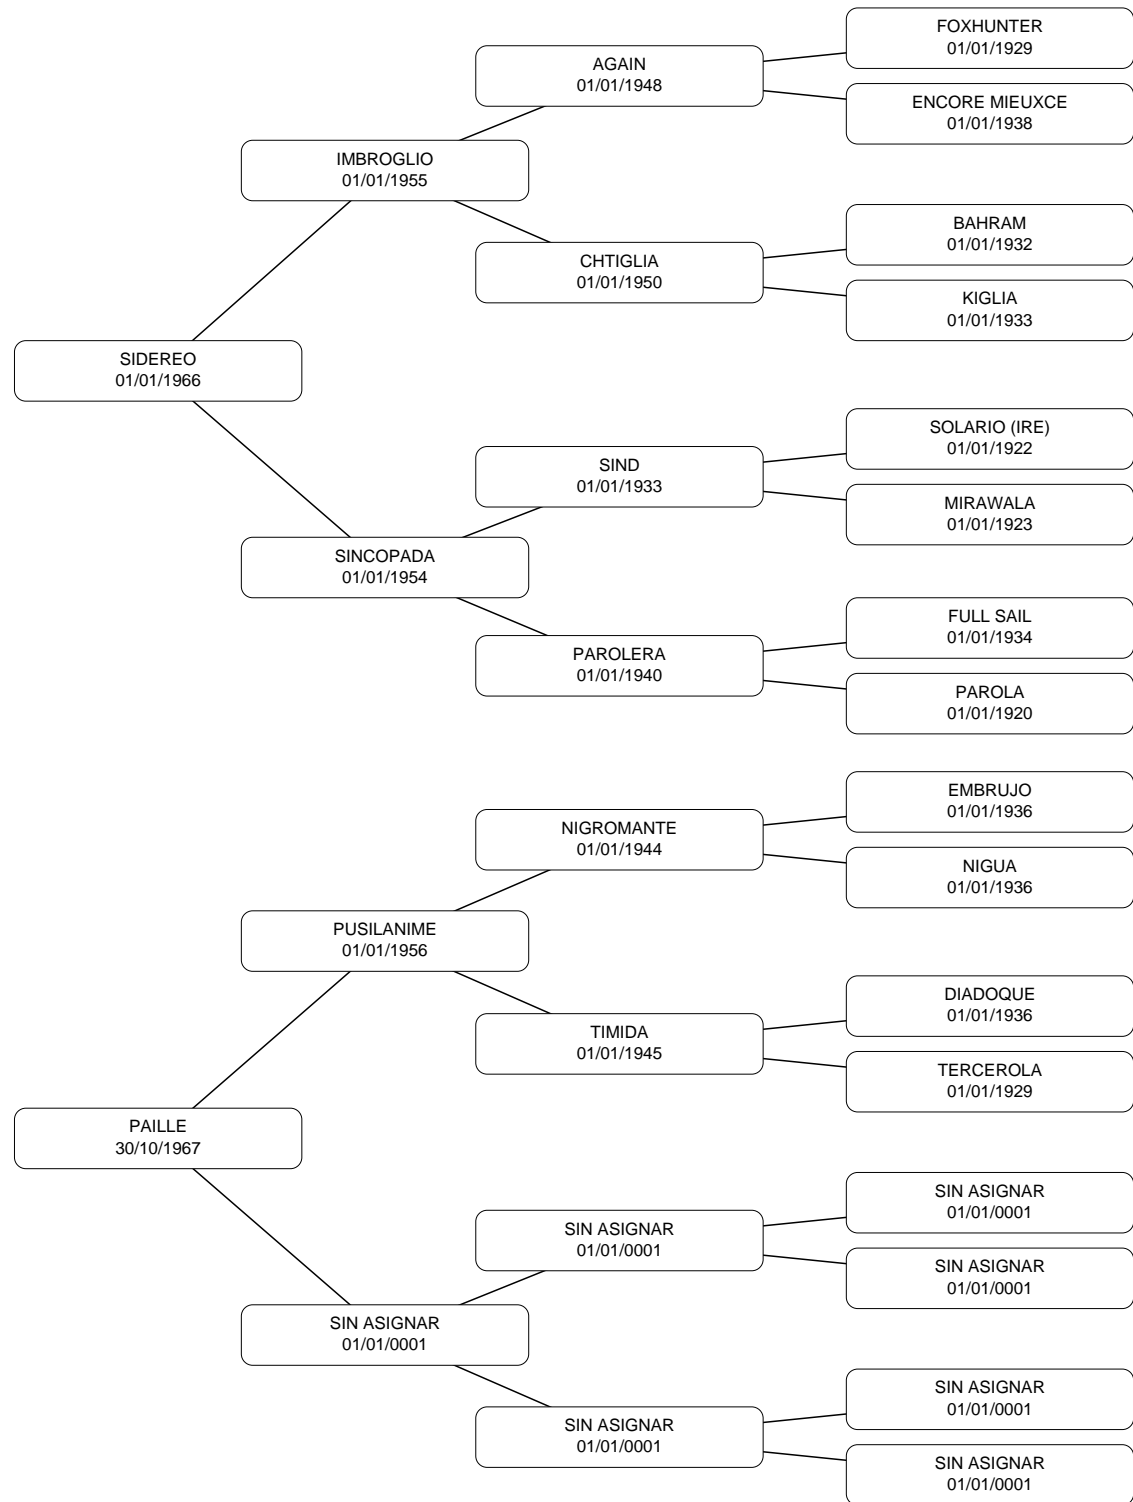 FOXHUNTER
01/01/1929
AGAIN
01/01/1948
ENCORE MIEUXCE
01/01/1938
IMBROGLIO
01/01/1955
BAHRAM
01/01/1932
CHTIGLIA
01/01/1950
KIGLIA
01/01/1933
SIDEREO
01/01/1966
SOLARIO (IRE)
01/01/1922
SIND
01/01/1933
MIRAWALA
01/01/1923
SINCOPADA
01/01/1954
FULL SAIL
01/01/1934
PAROLERA
01/01/1940
PAROLA
01/01/1920
EMBRUJO
01/01/1936
NIGROMANTE
01/01/1944
NIGUA
01/01/1936
PUSILANIME
01/01/1956
DIADOQUE
01/01/1936
TIMIDA
01/01/1945
TERCEROLA
01/01/1929
PAILLE
30/10/1967
SIN ASIGNAR
01/01/0001
SIN ASIGNAR
01/01/0001
SIN ASIGNAR
01/01/0001
SIN ASIGNAR
01/01/0001
SIN ASIGNAR
01/01/0001
SIN ASIGNAR
01/01/0001
SIN ASIGNAR
01/01/0001